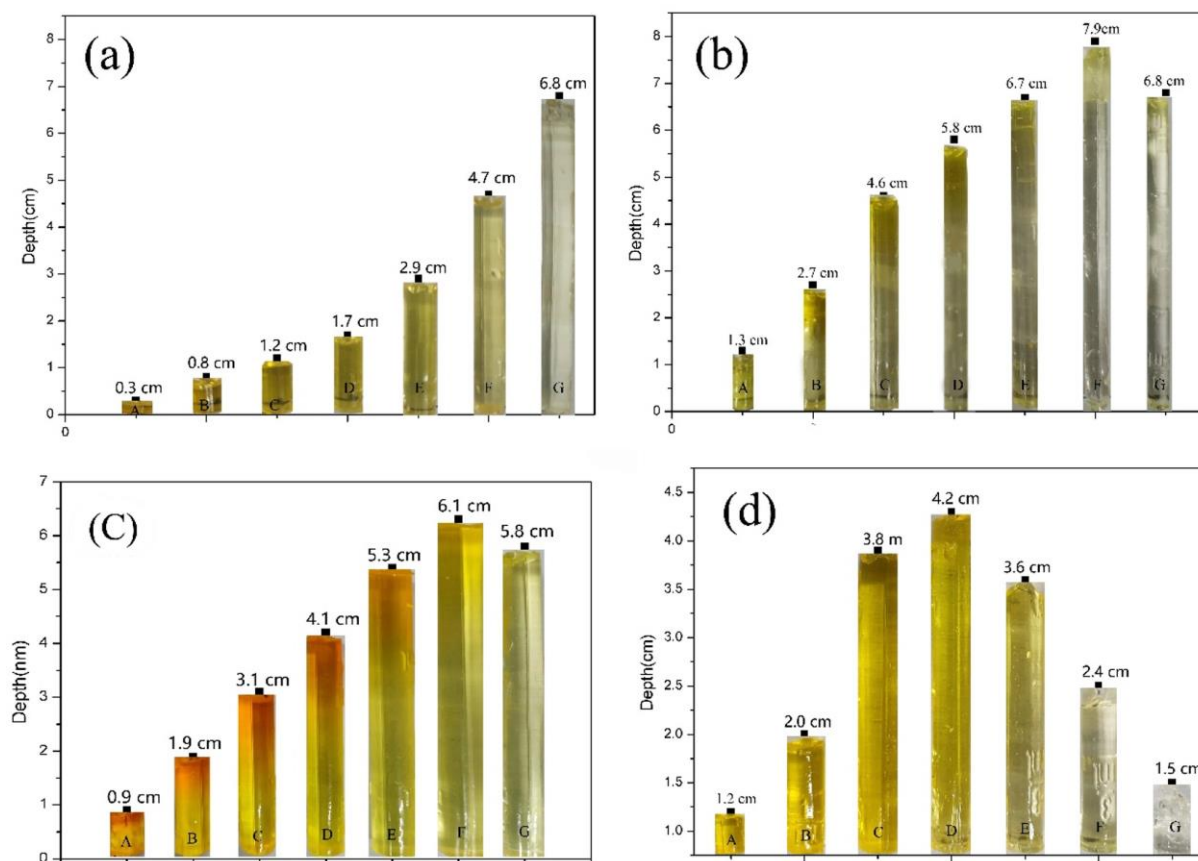 (a)
8
7
6
5
4
3
2
1
0
0
Depth(cm)
0.3 cm
0.8 cm
1.2 cm
1.7 cm
2.9 cm
4.7 cm
6.8 cm
A
B
C
D
E
F
G
(b)
8
7
6
5
4
3
2
1
0
0
Depth(cm)
1.3 cm
2.7 cm
4.6 cm
5.8 cm
6.7 cm
7.9cm
6.8 cm
A
B
C
D
E
F
G
(C)
7
6
5
4
3
2
1
0
Depth(nm)
0.9 cm
1.9 cm
3.1 cm
4.1 cm
5.3 cm
6.1 cm
5.8 cm
A
B
C
D
E
F
G
(d)
4.5
4.0
3.5
3.0
2.5
2.0
1.5
1.0
Depth(cm)
1.2 cm
2.0 cm
3.8 m
4.2 cm
3.6 cm
2.4 cm
1.5 cm
A
B
C
D
E
F
G